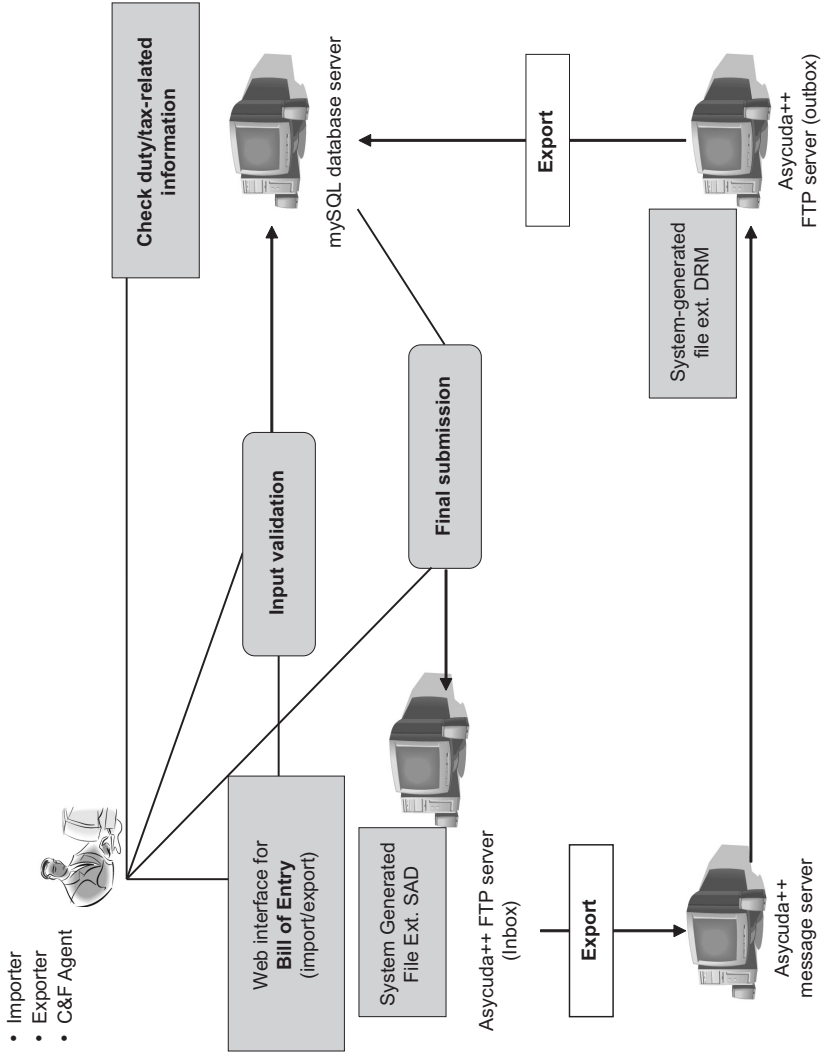 • Importer
• Exporter
• C&F Agent
Web interface for
Bill of Entry
(import/export)
Input validation
Check duty/tax-related
information
mySQL database server
System Generated
File Ext. SAD
Asycuda++ FTP server
(Inbox)
Final submission
Export
Export
Asycuda++
message server
System-generated
file ext. DRM
Asycuda++
FTP server (outbox)